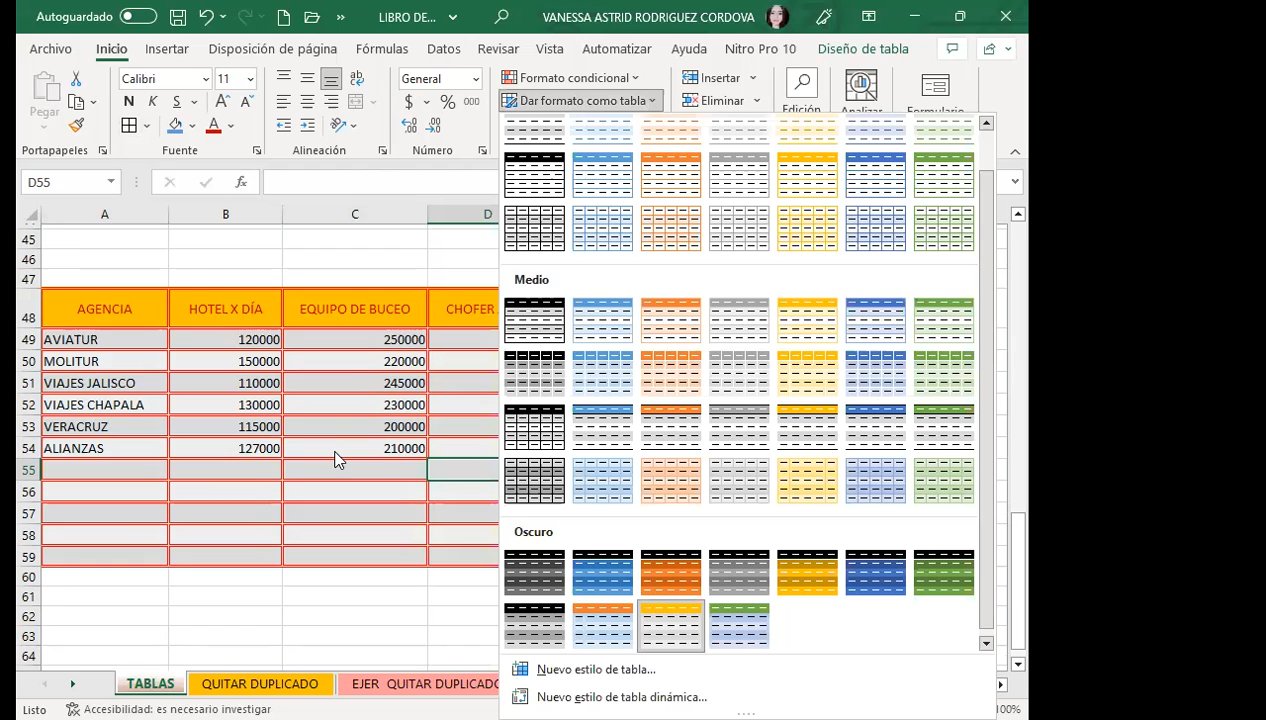 Autoguardado
LIBRO DE...
VANESSA ASTRID RODRIGUEZ CORDOVA
Archivo Inicio Insertar Disposición de página Fórmulas Datos Revisar Vista Automatizar Ayuda Nitro Pro 10 Diseño de tabla
Pegar
Calibri 11
N K S
General
$ % 000
Formato condicional
Dar formato como tabla
Insertar
Eliminar
Edición
Analizar
Formulario
Portapapeles Fuente Alineación Número
D55
fx
A B C D
45
46
47
48 AGENCIA HOTEL X DÍA EQUIPO DE BUCEO CHOFER
49 AVIATUR 120000 250000
50 MOLITUR 150000 220000
51 VIAJES JALISCO 110000 245000
52 VIAJES CHAPALA 130000 230000
53 VERACRUZ 115000 200000
54 ALIANZAS 127000 210000
55
56
57
58
59
60
61
62
63
64
Medio
Oscuro
Nuevo estilo de tabla...
Nuevo estilo de tabla dinámica...
TABLAS QUITAR DUPLICADO EJER QUITAR DUPLICADO
Listo Accesibilidad: es necesario investigar 100%